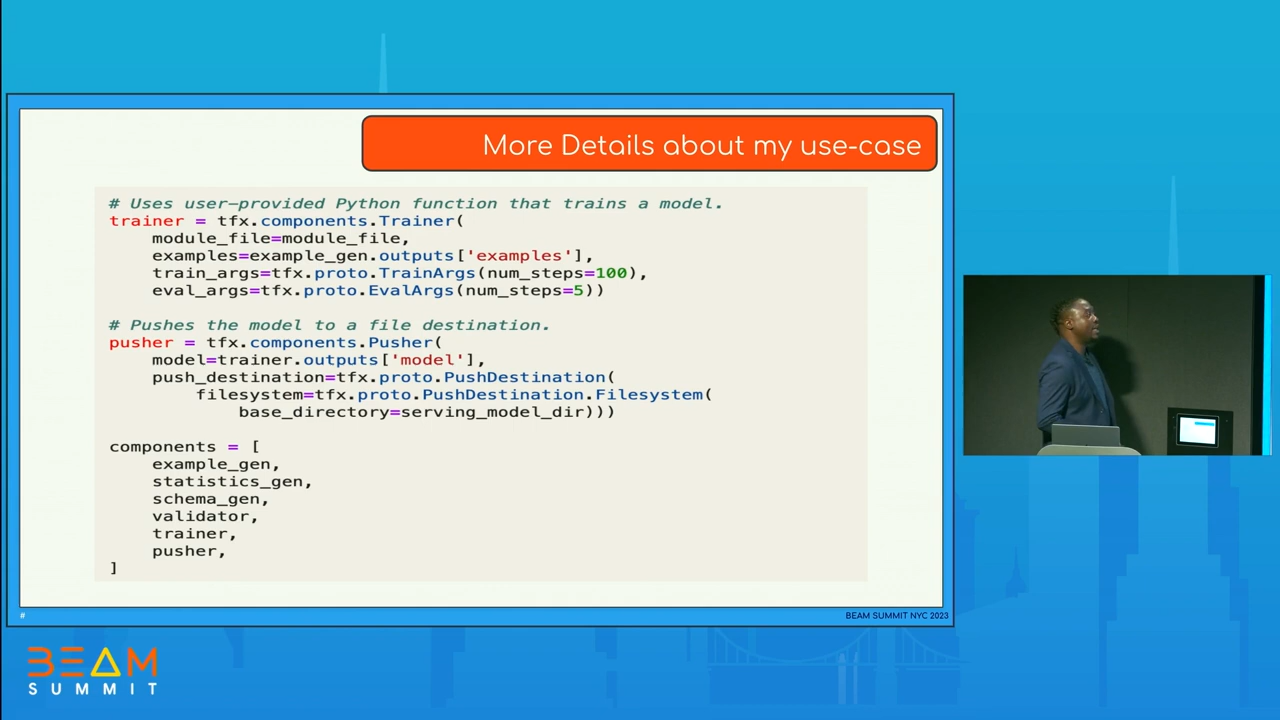 More Details about my use-case
# Uses user-provided Python function that trains a model.
trainer = tfx.components.Trainer(
    module_file=module_file,
    examples=example_gen.outputs['examples'],
    train_args=tfx.proto.TrainArgs(num_steps=100),
    eval_args=tfx.proto.EvalArgs(num_steps=5))
# Pushes the model to a file destination.
pusher = tfx.components.Pusher(
    model=trainer.outputs['model'],
    push_destination=tfx.proto.PushDestination(
        filesystem=tfx.proto.PushDestination.Filesystem(
            base_directory=serving_model_dir)))
components = [
    example_gen,
    statistics_gen,
    schema_gen,
    validator,
    trainer,
    pusher,
]
#
BEAM SUMMIT NYC 2023
BEAM
SUMMIT